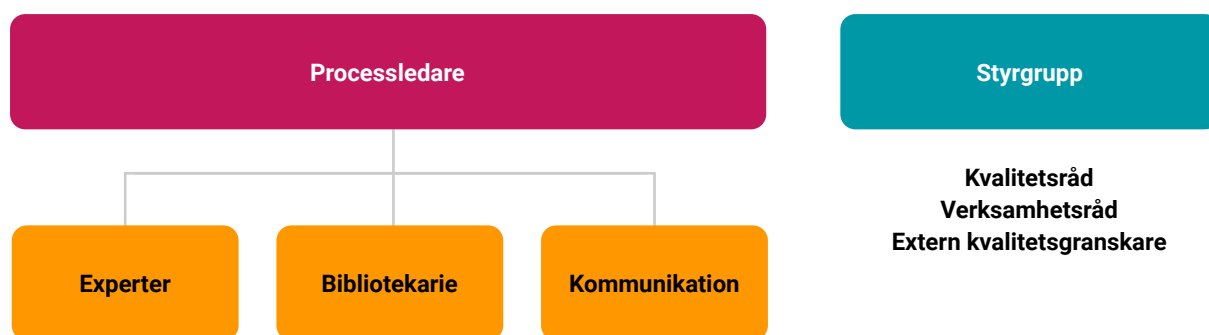 Processledare
Styrgrupp
Kvalitetsråd
Verksamhetsråd
Extern kvalitetsgranskare
Experter
Bibliotekarie
Kommunikation